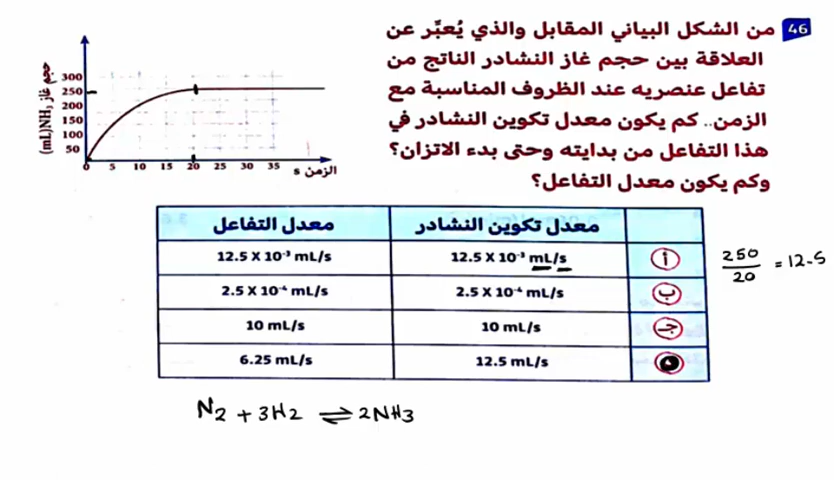 46 من الشكل البياني المقابل والذي يُعبِّر عن
العلاقة بين حجم غاز النشادر الناتج من
تفاعل عنصريه عند الظروف المناسبة مع
الزمن.. كم يكون معدل تكوين النشادر في
هذا التفاعل من بدايته وحتى بدء الاتزان؟
وكم يكون معدل التفاعل؟
حجم غاز NH₃(mL)
300
250
200
150
100
50
0 5 10 15 20 25 30 35
الزمن s
معدل تكوين النشادر معدل التفاعل
أ 12.5 X 10⁻³ mL/s 12.5 X 10⁻³ mL/s
ب 2.5 X 10⁻⁴ mL/s 2.5 X 10⁻⁴ mL/s
جـ 10 mL/s 10 mL/s
12.5 mL/s 6.25 mL/s
250/20 = 12.5
N₂ + 3H₂ ⇌ 2NH₃